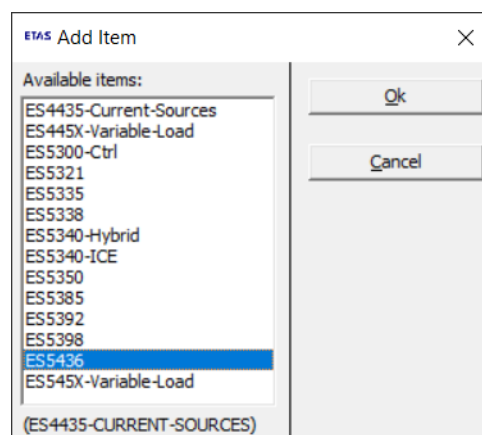 ETAS Add Item
Available items:
ES4435-Current-Sources
ES445X-Variable-Load
ES5300-Ctrl
ES5321
ES5335
ES5338
ES5340-Hybrid
ES5340-ICE
ES5350
ES5385
ES5392
ES5398
ES5436
ES545X-Variable-Load
(ES4435-CURRENT-SOURCES)
Ok
Cancel